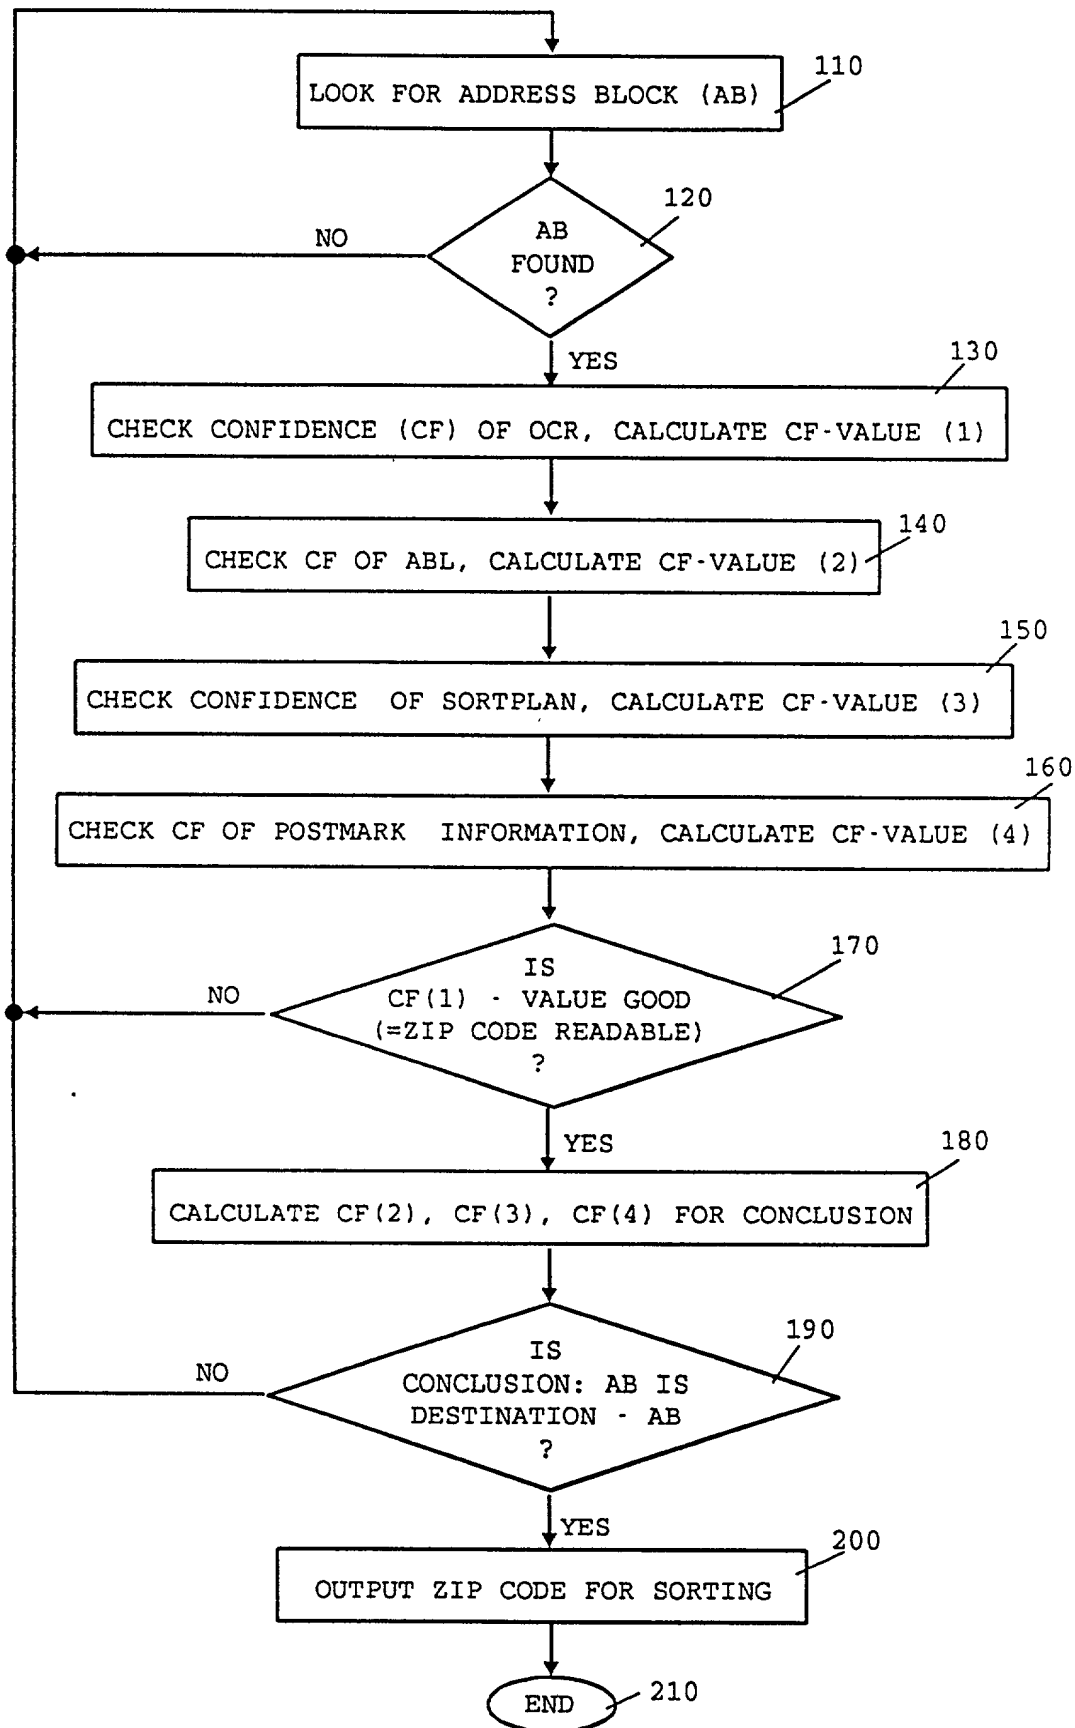 110
LOOK FOR ADDRESS BLOCK (AB)
120
AB
FOUND
?
NO
YES
130
CHECK CONFIDENCE (CF) OF OCR, CALCULATE CF-VALUE (1)
140
CHECK CF OF ABL, CALCULATE CF-VALUE (2)
150
CHECK CONFIDENCE OF SORTPLAN, CALCULATE CF-VALUE (3)
160
CHECK CF OF POSTMARK INFORMATION, CALCULATE CF-VALUE (4)
170
IS
CF(1) - VALUE GOOD
(=ZIP CODE READABLE)
?
NO
YES
180
CALCULATE CF(2), CF(3), CF(4) FOR CONCLUSION
190
IS
CONCLUSION: AB IS
DESTINATION - AB
?
NO
YES
200
OUTPUT ZIP CODE FOR SORTING
END
210